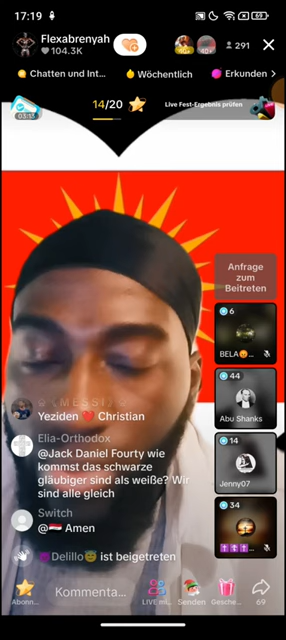 17:19
69
Flexabrenyah
104.3K
291
Chatten und Int...
Wöchentlich
Erkunden >
14/20
Live Fest-Ergebnis prüfen
03:13
Anfrage zum Beitreten
6
BELA😡...
44
Abu Shanks
14
Jenny07
34
MESSI
Yeziden ❤️ Christian
Elia-Orthodox
@Jack Daniel Fourty wie
kommst das schwarze
gläubiger sind als weiße? Wir
sind alle gleich
Switch
@🇪🇬 Amen
😈Delillo😇 ist beigetreten
Abonn...
Kommenta...
LIVE mi...
Senden
Gesche...
69